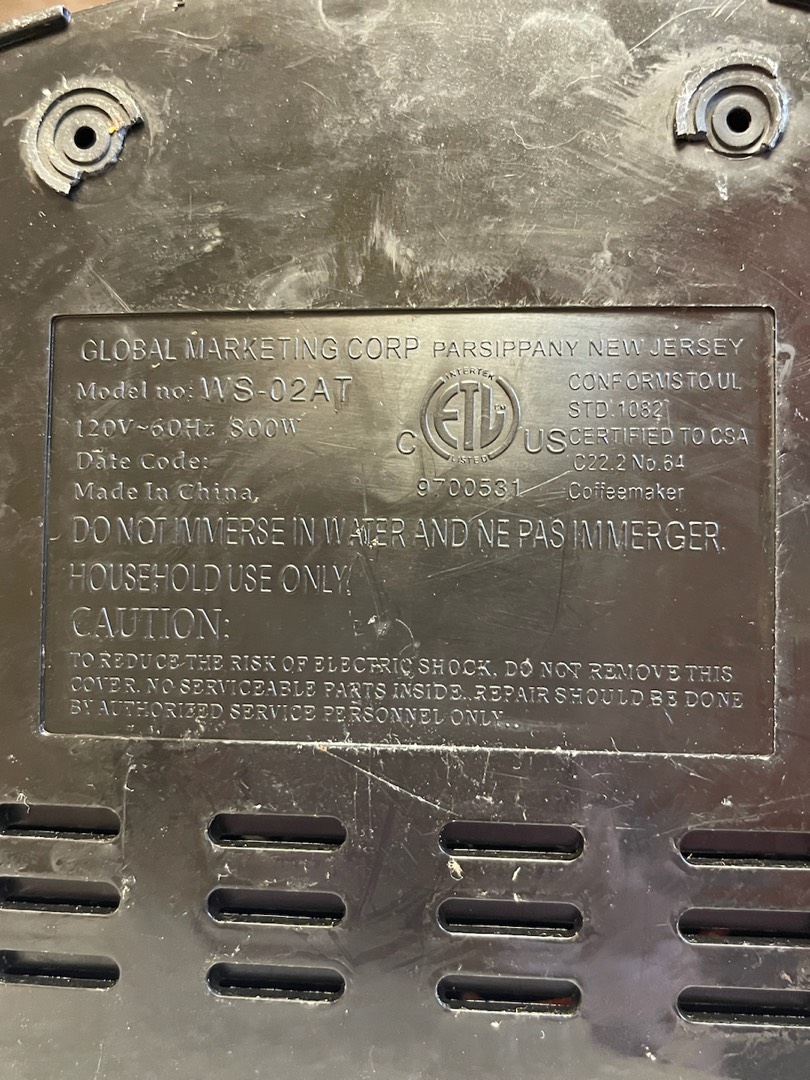 GLOBAL MARKETING CORP PARSIPPANY NEW JERSEY
Model no: WS-02AT
120V~60Hz 800W
Date Code:
Made In China,
INTERTEK
ETL
LISTED
C US
9700531
CONFORMS TO UL
STD.1082
CERTIFIED TO CSA
C22.2 No.64
Coffeemaker
DO NOT IMMERSE IN WATER AND NE PAS IMMERGER.
HOUSEHOLD USE ONLY.
CAUTION:
TO REDUCE THE RISK OF ELECTRIC SHOCK, DO NOT REMOVE THIS
COVER. NO SERVICEABLE PARTS INSIDE. REPAIR SHOULD BE DONE
BY AUTHORIZED SERVICE PERSONNEL ONLY..